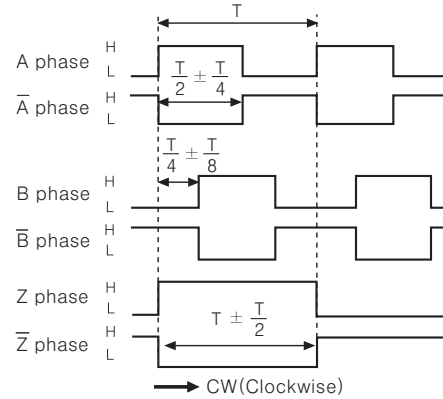 T
H
A phase
L
T/2 ± T/4
H
A̅ phase
L
T/4 ± T/8
H
B phase
L
H
B̅ phase
L
H
Z phase
L
T ± T/2
H
Z̅ phase
L
CW(Clockwise)